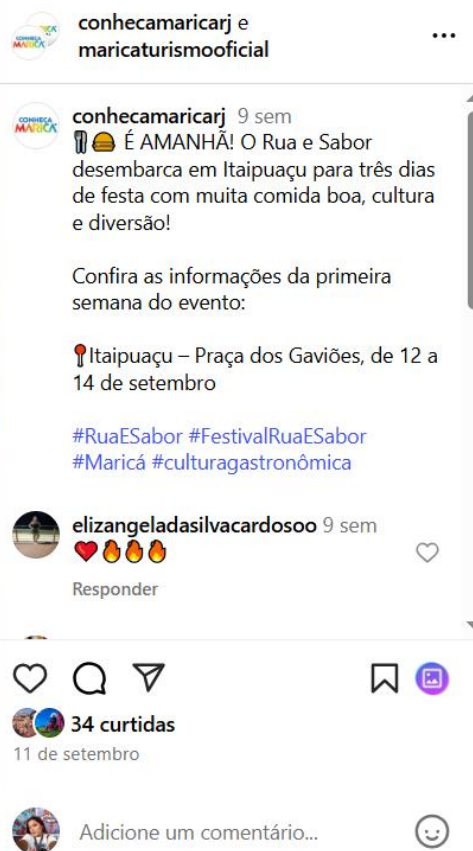 conhecamaricarj e
maricaturismooficial
CONHEÇA
MARICÁ
conhecamaricarj 9 sem
É AMANHÃ! O Rua e Sabor
desembarca em Itaipuaçu para três dias
de festa com muita comida boa, cultura
e diversão!
Confira as informações da primeira
semana do evento:
Itaipuaçu – Praça dos Gaviões, de 12 a
14 de setembro
#RuaESabor #FestivalRuaESabor
#Maricá #culturagastronômica
elizangeladasilvacardosoo 9 sem
Responder
34 curtidas
11 de setembro
Adicione um comentário...